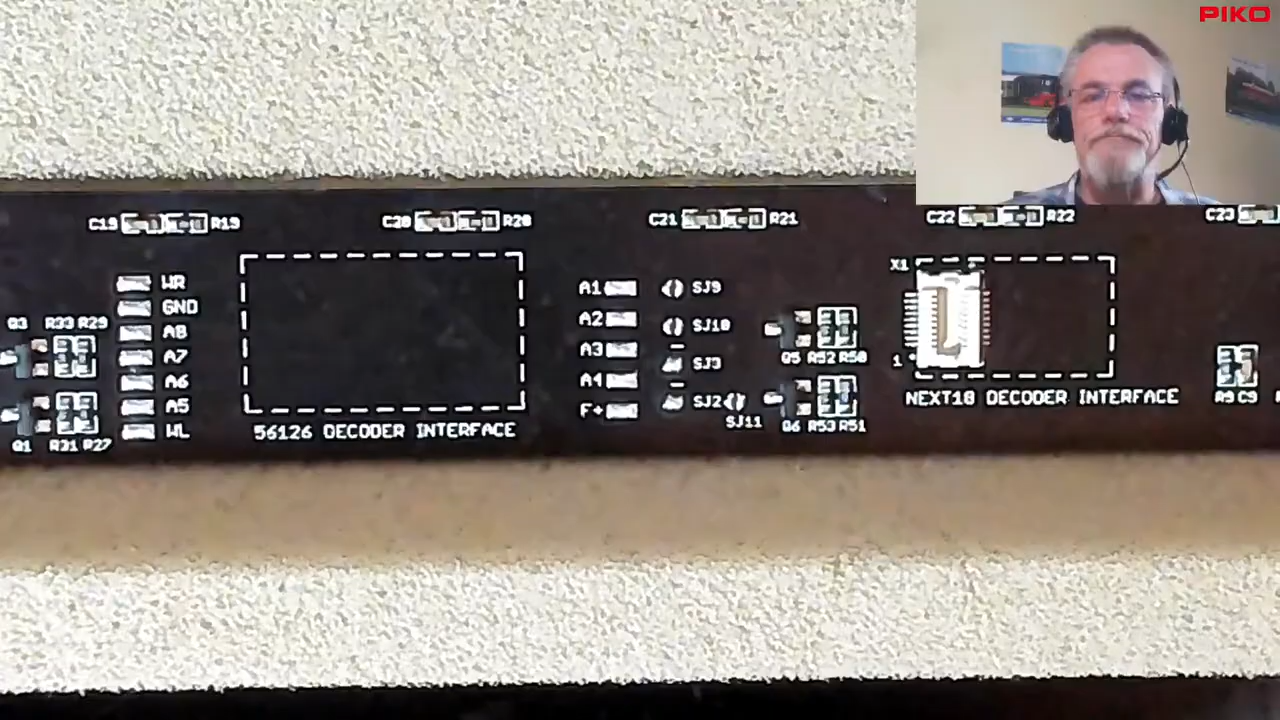 PIKO
C19 R19
C20 R20
C21 R21
C22 R22
C23
WR
GND
A8
A7
A6
A5
WL
Q3 R33 R29
Q1 R31 R27
56126 DECODER INTERFACE
A1
A2
A3
A4
F+
SJ9
SJ10
SJ3
SJ2
SJ11
Q5 R52 R50
Q6 R53 R51
X1
1
NEXT18 DECODER INTERFACE
R9 C9